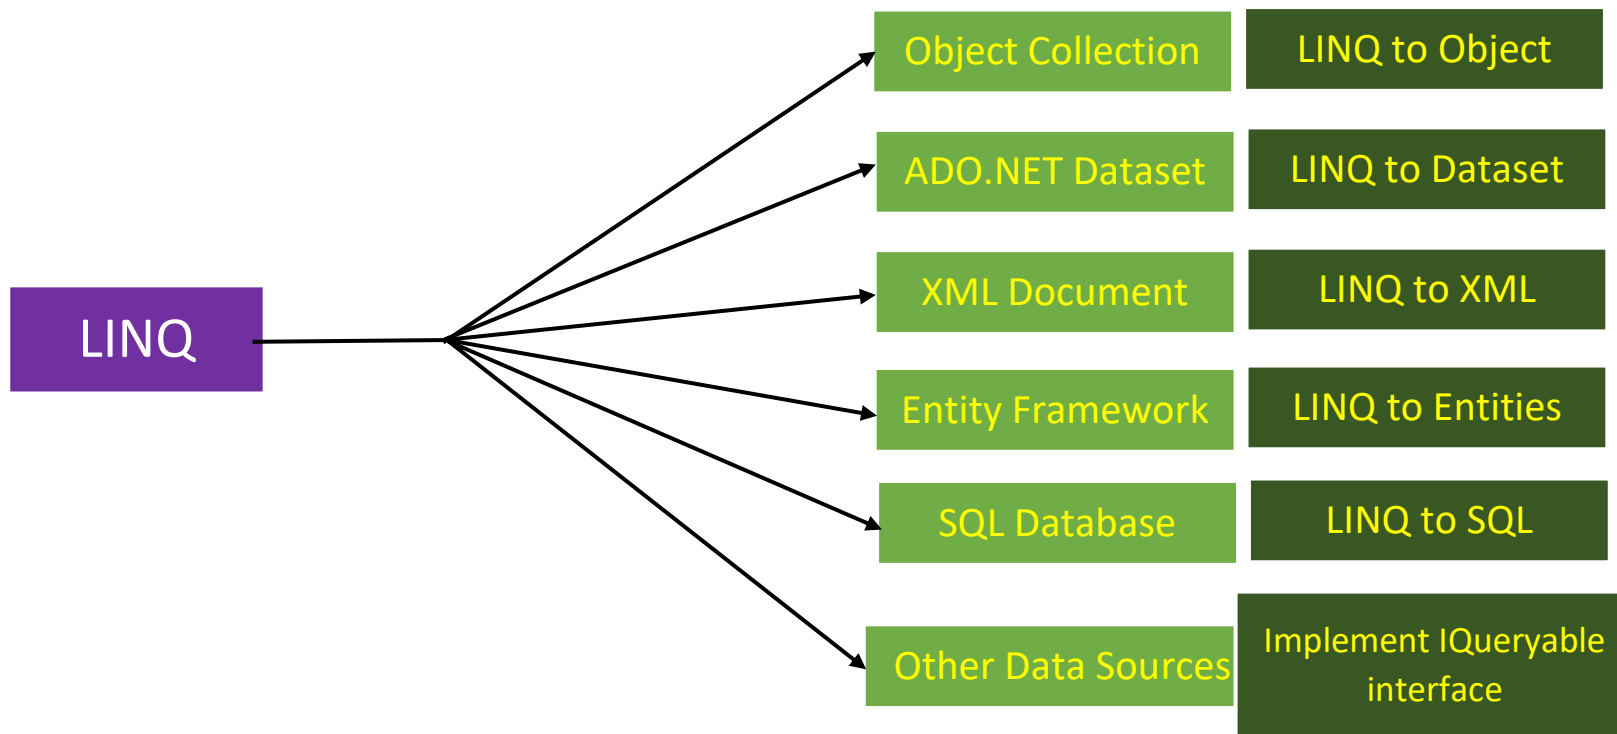 LINQ
Object Collection
LINQ to Object
ADO.NET Dataset
LINQ to Dataset
XML Document
LINQ to XML
Entity Framework
LINQ to Entities
SQL Database
LINQ to SQL
Other Data Sources
Implement IQueryable
interface